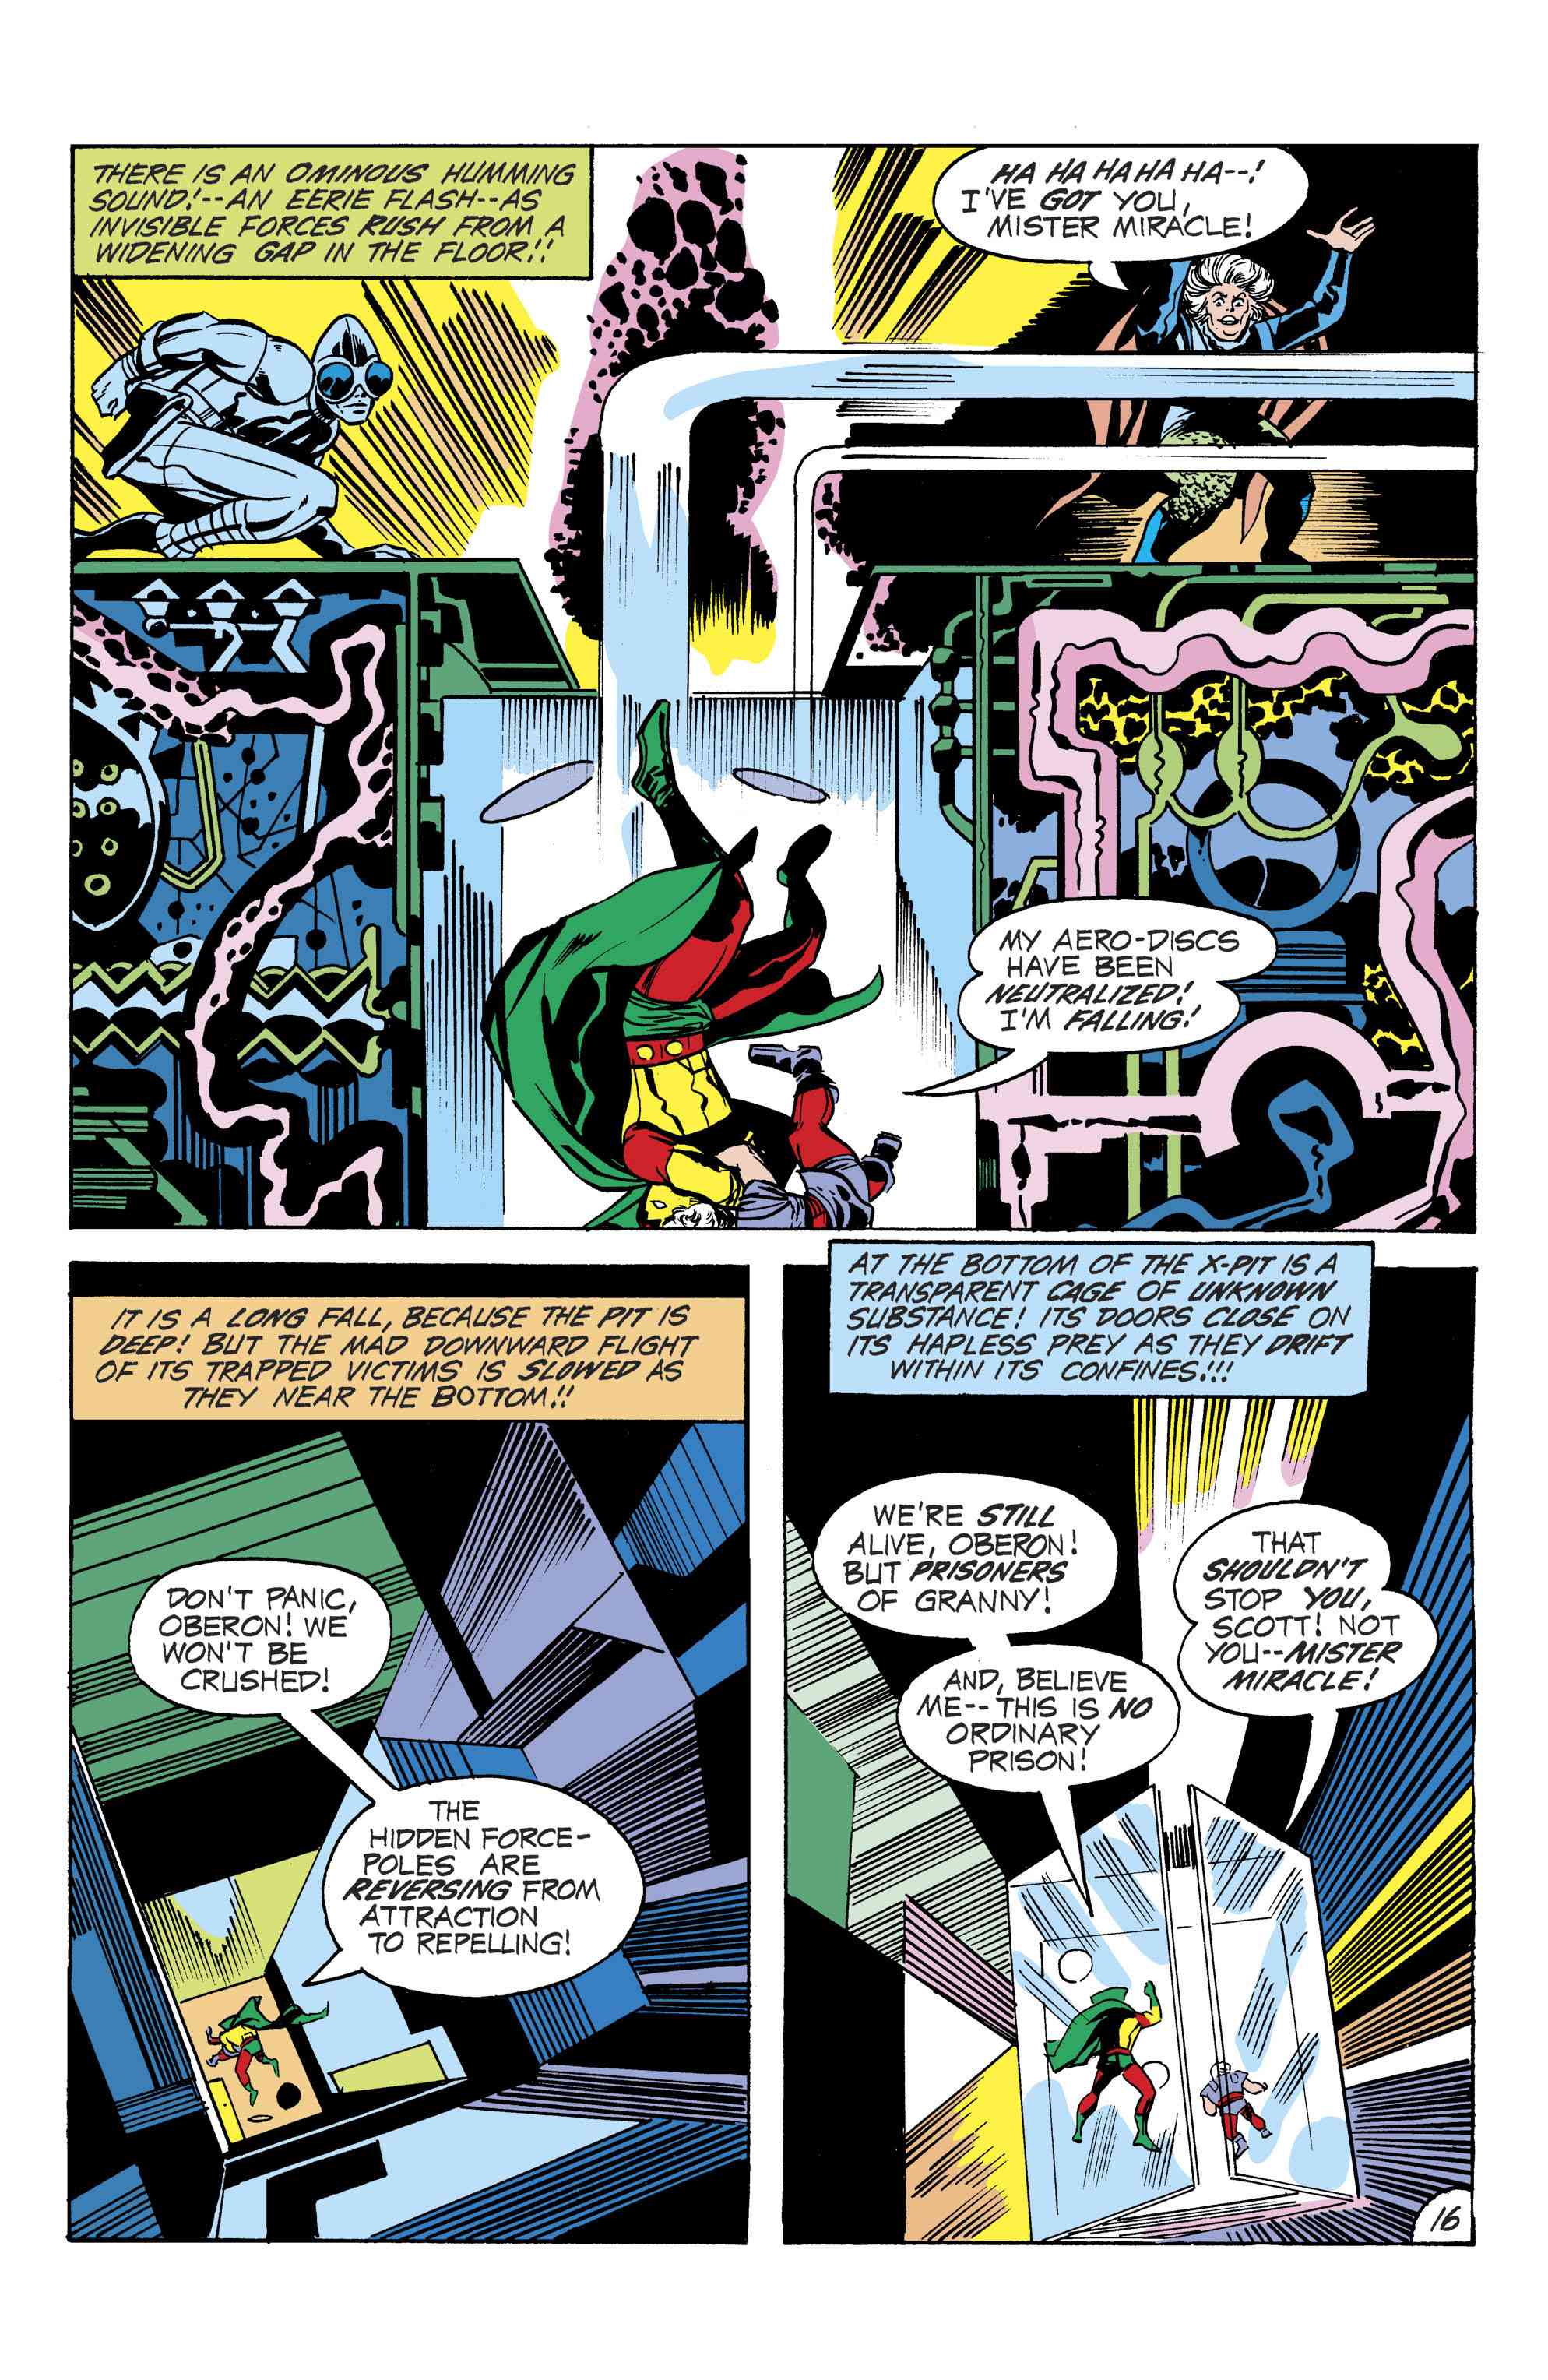 THERE IS AN OMINOUS HUMMING
SOUND!--AN EERIE FLASH--AS
INVISIBLE FORCES RUSH FROM A
WIDENING GAP IN THE FLOOR!!
HA HA HA HA HA--!
I'VE GOT YOU,
MISTER MIRACLE!
MY AERO-DISCS
HAVE BEEN
NEUTRALIZED!
I'M FALLING!
IT IS A LONG FALL, BECAUSE THE PIT IS
DEEP! BUT THE MAD DOWNWARD FLIGHT
OF ITS TRAPPED VICTIMS IS SLOWED AS
THEY NEAR THE BOTTOM!!
DON'T PANIC,
OBERON! WE
WON'T BE
CRUSHED!
THE
HIDDEN FORCE-
POLES ARE
REVERSING FROM
ATTRACTION
TO REPELLING!
AT THE BOTTOM OF THE X-PIT IS A
TRANSPARENT CAGE OF UNKNOWN
SUBSTANCE! ITS DOORS CLOSE ON
ITS HAPLESS PREY AS THEY DRIFT
WITHIN ITS CONFINES!!!
WE'RE STILL
ALIVE, OBERON!
BUT PRISONERS
OF GRANNY!
AND, BELIEVE
ME--THIS IS NO
ORDINARY
PRISON!
THAT
SHOULDN'T
STOP YOU,
SCOTT! NOT
YOU--MISTER
MIRACLE!
16